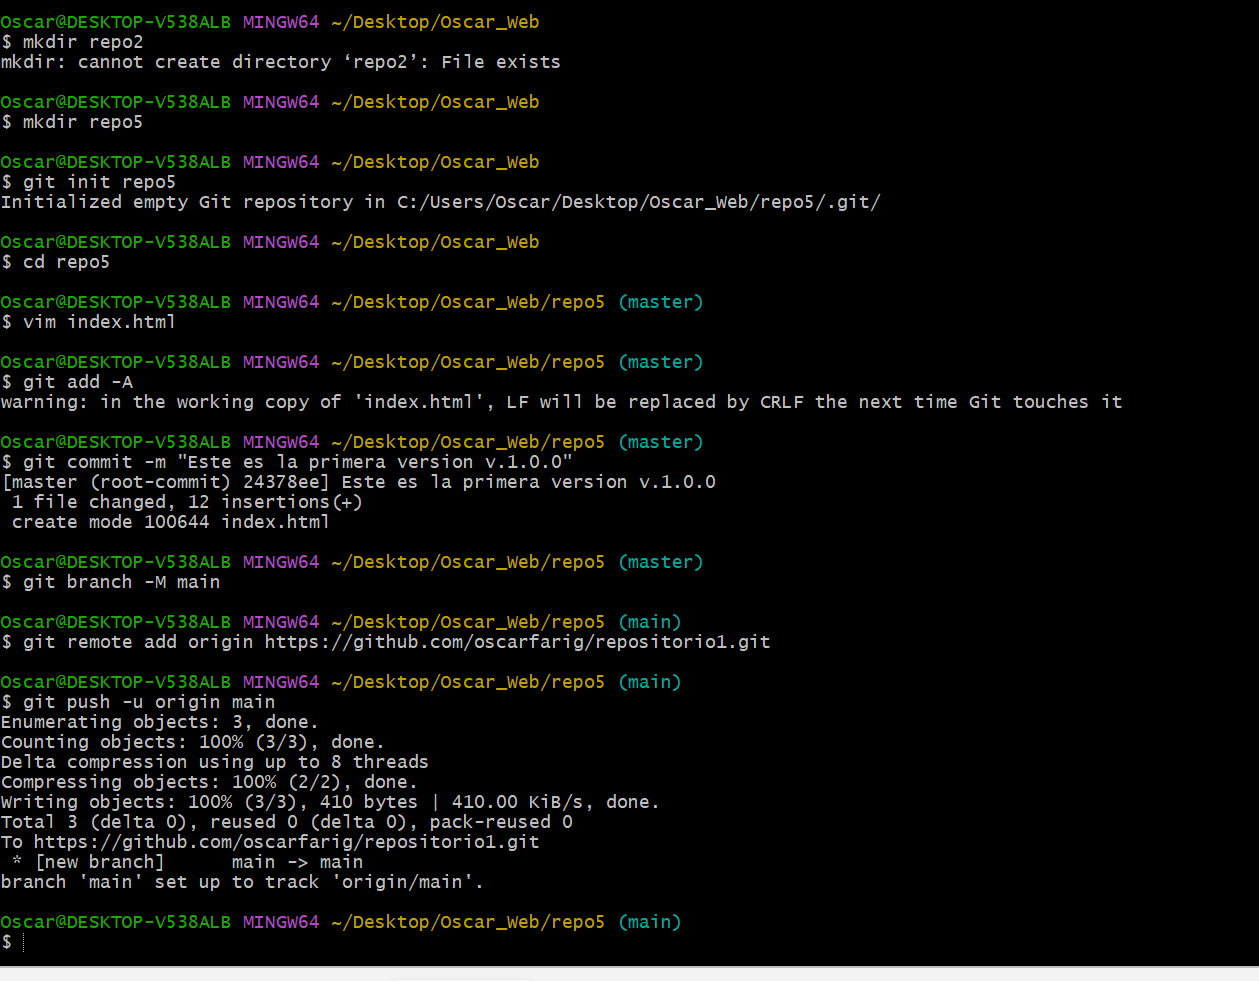 Oscar@DESKTOP-V538ALB MINGW64 ~/Desktop/Oscar_Web
$ mkdir repo2
mkdir: cannot create directory ‘repo2’: File exists
Oscar@DESKTOP-V538ALB MINGW64 ~/Desktop/Oscar_Web
$ mkdir repo5
Oscar@DESKTOP-V538ALB MINGW64 ~/Desktop/Oscar_Web
$ git init repo5
Initialized empty Git repository in C:/Users/Oscar/Desktop/Oscar_Web/repo5/.git/
Oscar@DESKTOP-V538ALB MINGW64 ~/Desktop/Oscar_Web
$ cd repo5
Oscar@DESKTOP-V538ALB MINGW64 ~/Desktop/Oscar_Web/repo5 (master)
$ vim index.html
Oscar@DESKTOP-V538ALB MINGW64 ~/Desktop/Oscar_Web/repo5 (master)
$ git add -A
warning: in the working copy of 'index.html', LF will be replaced by CRLF the next time Git touches it
Oscar@DESKTOP-V538ALB MINGW64 ~/Desktop/Oscar_Web/repo5 (master)
$ git commit -m "Este es la primera version v.1.0.0"
[master (root-commit) 24378ee] Este es la primera version v.1.0.0
 1 file changed, 12 insertions(+)
 create mode 100644 index.html
Oscar@DESKTOP-V538ALB MINGW64 ~/Desktop/Oscar_Web/repo5 (master)
$ git branch -M main
Oscar@DESKTOP-V538ALB MINGW64 ~/Desktop/Oscar_Web/repo5 (main)
$ git remote add origin https://github.com/oscarfarig/repositorio1.git
Oscar@DESKTOP-V538ALB MINGW64 ~/Desktop/Oscar_Web/repo5 (main)
$ git push -u origin main
Enumerating objects: 3, done.
Counting objects: 100% (3/3), done.
Delta compression using up to 8 threads
Compressing objects: 100% (2/2), done.
Writing objects: 100% (3/3), 410 bytes | 410.00 KiB/s, done.
Total 3 (delta 0), reused 0 (delta 0), pack-reused 0
To https://github.com/oscarfarig/repositorio1.git
 * [new branch]      main -> main
branch 'main' set up to track 'origin/main'.
Oscar@DESKTOP-V538ALB MINGW64 ~/Desktop/Oscar_Web/repo5 (main)
$